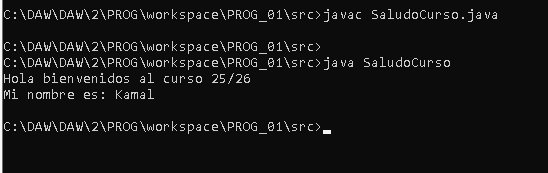 C:\DAW\DAW\2\PROG\workspace\PROG_01\src>javac SaludoCurso.java
C:\DAW\DAW\2\PROG\workspace\PROG_01\src>
C:\DAW\DAW\2\PROG\workspace\PROG_01\src>java SaludoCurso
Hola bienvenidos al curso 25/26
Mi nombre es: Kamal
C:\DAW\DAW\2\PROG\workspace\PROG_01\src>